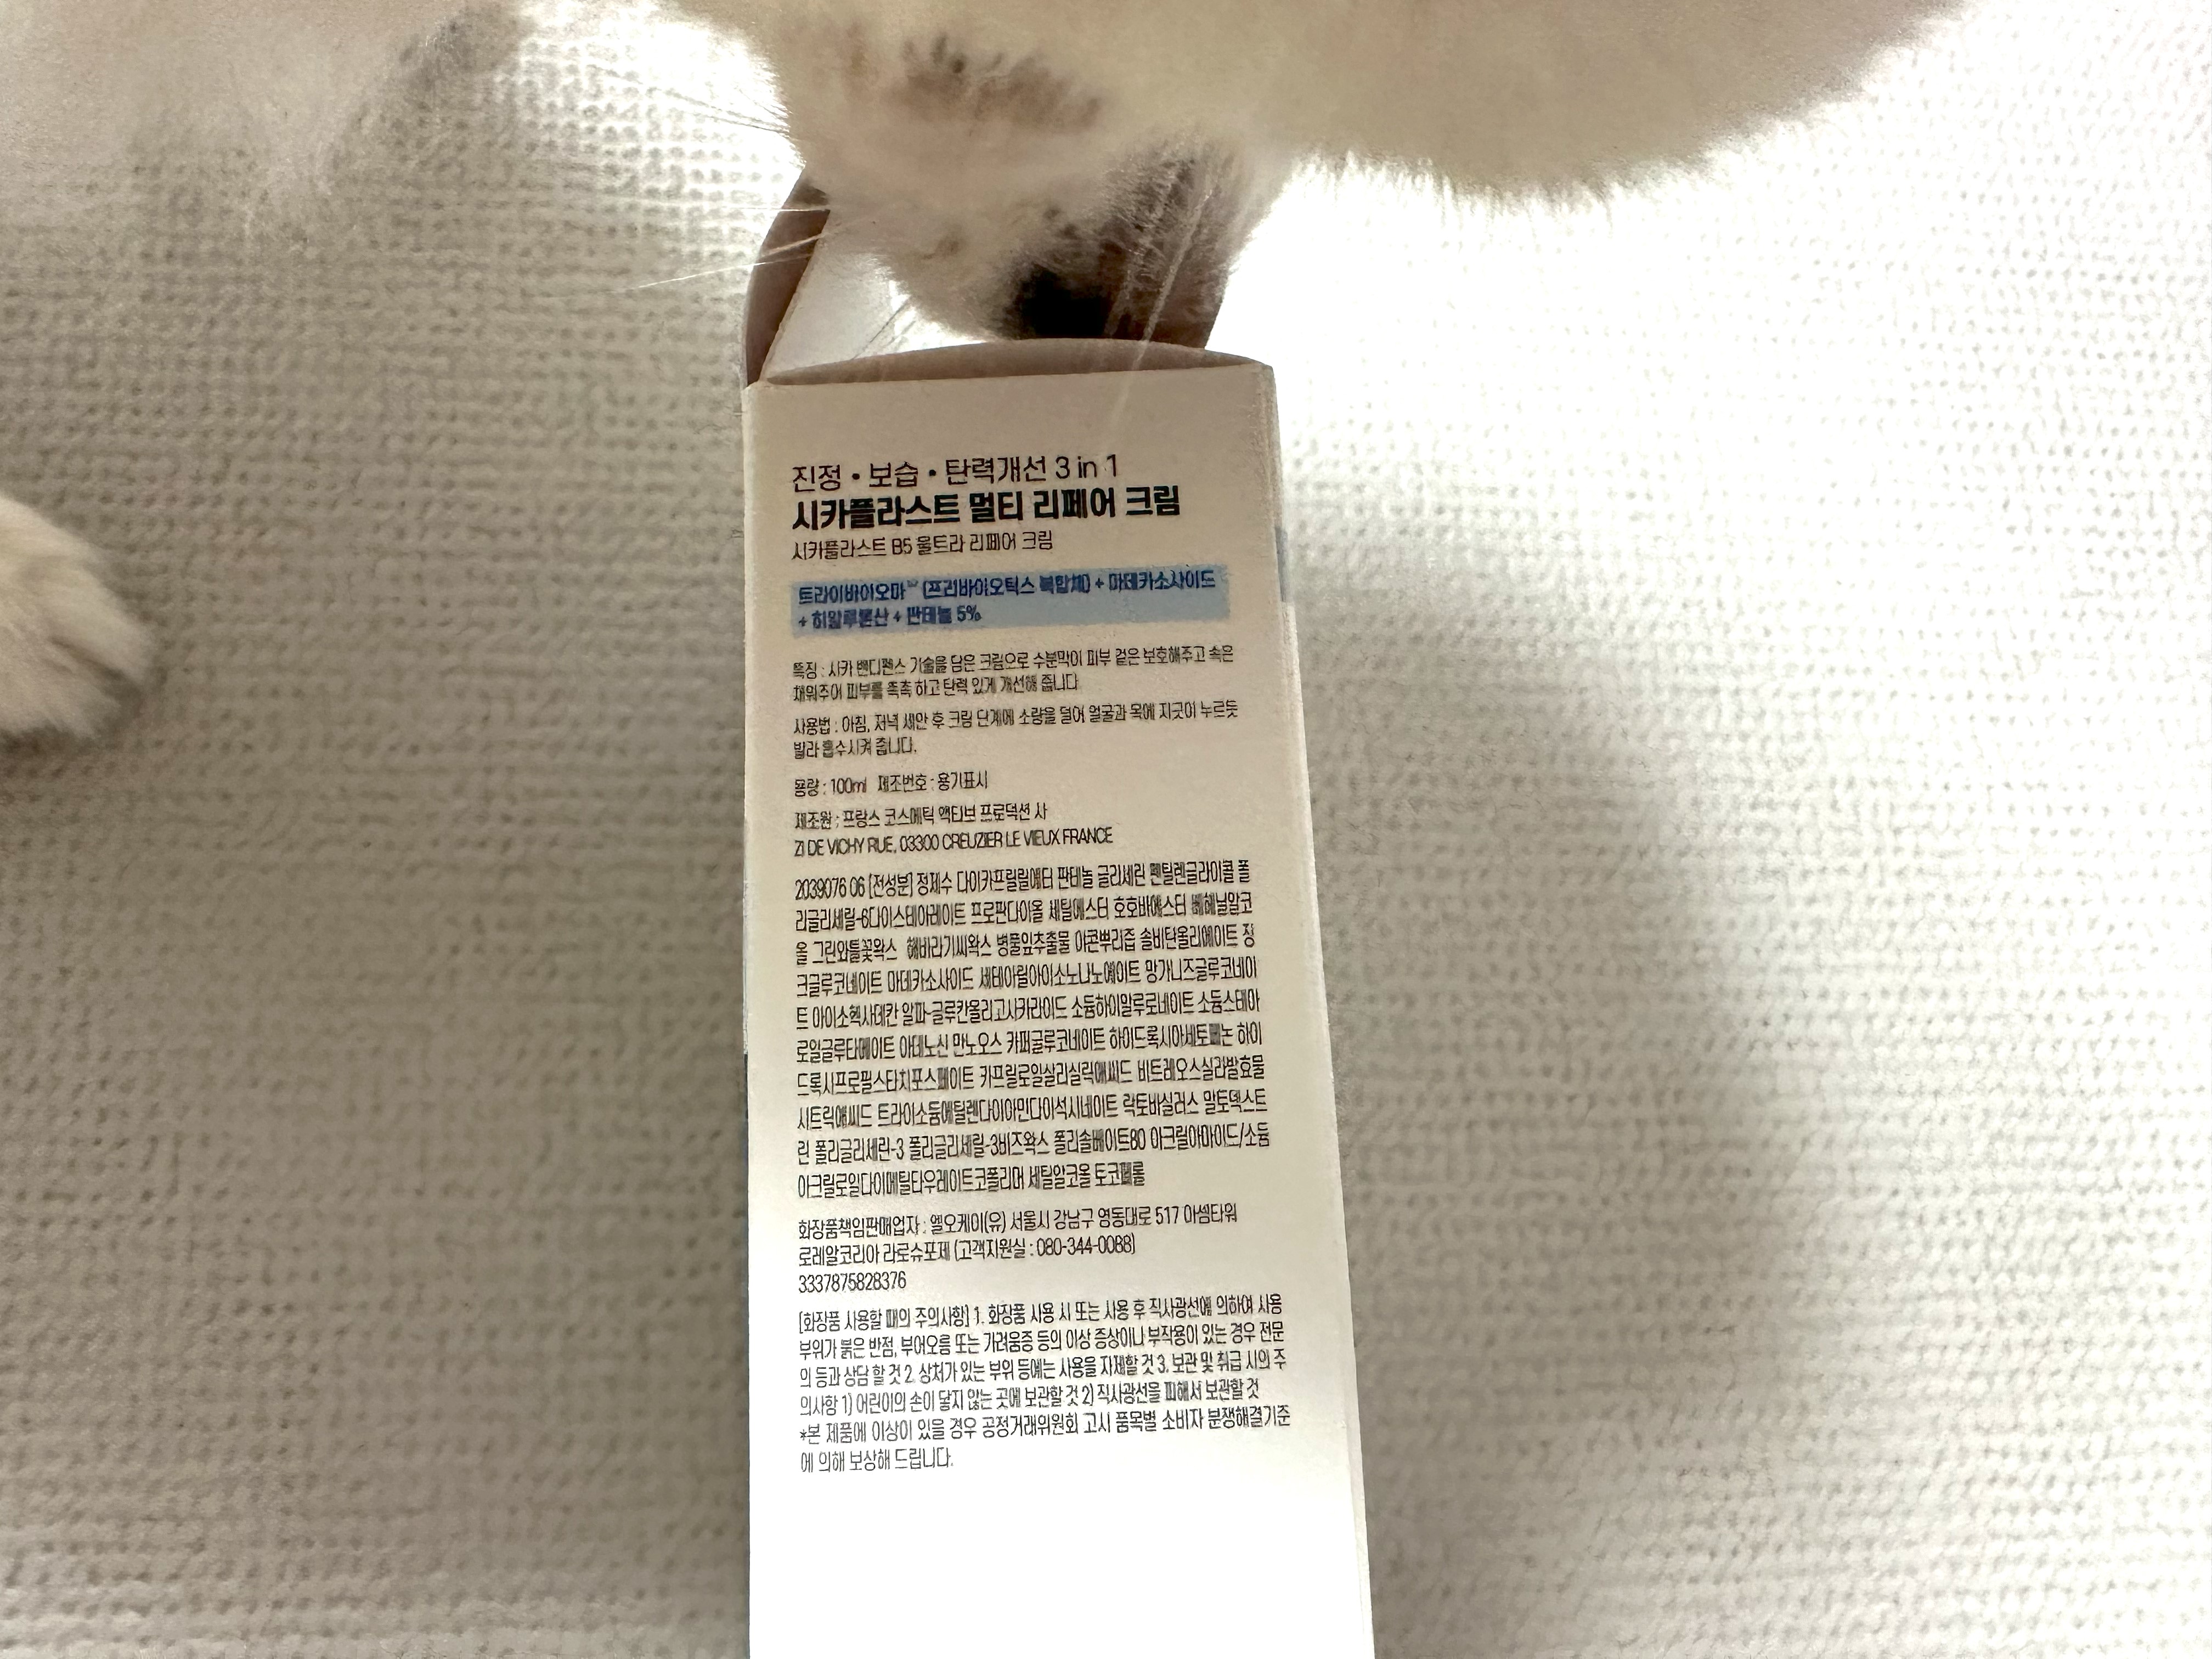 진정 • 보습 • 탄력개선 3 in 1
시카플라스트 멀티 리페어 크림
시카플라스트 B5 울트라 리페어 크림
트라이바이오마™ (프리바이오틱스 복합체) + 마데카소사이드
+ 히알루론산 + 판테놀 5%
특징 : 시카 밴디펜스 기술을 담은 크림으로 수분막이 피부 겉은 보호해주고 속은
채워주어 피부를 촉촉 하고 탄력 있게 개선해 줍니다.
사용법 : 아침, 저녁 세안 후 크림 단계에 소량을 덜어 얼굴과 목에 지긋이 누르듯
발라 흡수시켜 줍니다.
용량 : 100ml 제조번호 : 용기표시
제조원 : 프랑스 코스메틱 액티브 프로덕션 사
ZI DE VICHY RUE, 03300 CREUZIER LE VIEUX FRANCE
2039076 06 [전성분] 정제수 다이카프릴릴에터 판테놀 글리세린 펜틸렌글라이콜 폴
리글리세릴-6다이스테아레이트 프로판다이올 세틸에스터 호호바에스터 베헤닐알코
올 그린와틀꽃왁스 해바라기씨왁스 병풀잎추출물 아콘뿌리즙 솔비탄올리에이트 징
크글루코네이트 마데카소사이드 세테아릴아이소노나노에이트 망가니즈글루코네이
트 아이소헥사데칸 알파-글루칸올리고사카라이드 소듐하이알루로네이트 소듐스테아
로일글루타메이트 아데노신 만노오스 카퍼글루코네이트 하이드록시아세토페논 하이
드록시프로필스타치포스페이트 카프릴로일살리실릭애씨드 비트레오스실라발효물
시트릭애씨드 트라이소듐에틸렌다이아민다이석시네이트 락토바실러스 말토덱스트
린 폴리글리세린-3 폴리글리세릴-3비즈왁스 폴리솔베이트80 아크릴아마이드/소듐
아크릴로일다이메틸타우레이트코폴리머 세틸알코올 토코페롤
화장품책임판매업자 : 엘오케이(유) 서울시 강남구 영동대로 517 아셈타워
로레알코리아 라로슈포제 (고객지원실 : 080-344-0088)
3337875828376
[화장품 사용할 때의 주의사항] 1. 화장품 사용 시 또는 사용 후 직사광선에 의하여 사용
부위가 붉은 반점, 부어오름 또는 가려움증 등의 이상 증상이나 부작용이 있는 경우 전문
의 등과 상담 할 것 2. 상처가 있는 부위 등에는 사용을 자제할 것 3. 보관 및 취급 시의 주
의사항 1) 어린이의 손이 닿지 않는 곳에 보관할 것 2) 직사광선을 피해서 보관할 것
*본 제품에 이상이 있을 경우 공정거래위원회 고시 품목별 소비자 분쟁해결기준
에 의해 보상해 드립니다.